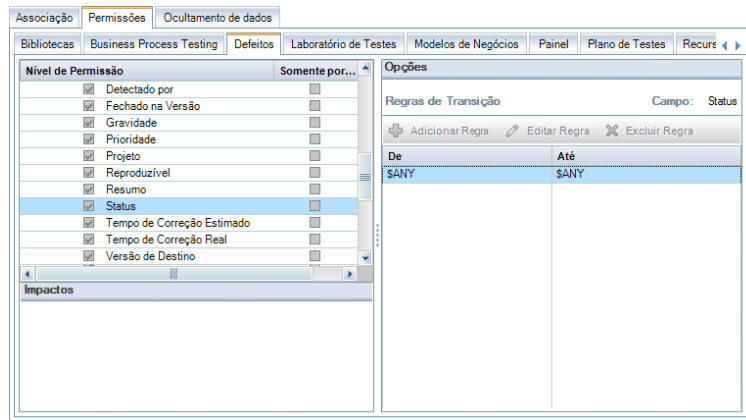 Associação Permissões Ocultamento de dados
Bibliotecas Business Process Testing Defeitos Laboratório de Testes Modelos de Negócios Painel Plano de Testes Recurs
Nível de Permissão Somente por...
Detectado por
Fechado na Versão
Gravidade
Prioridade
Projeto
Reproduzível
Resumo
Status
Tempo de Correção Estimado
Tempo de Correção Real
Versão de Destino
Impactos
Opções
Regras de Transição Campo: Status
Adicionar Regra Editar Regra Excluir Regra
De Até
$ANY $ANY